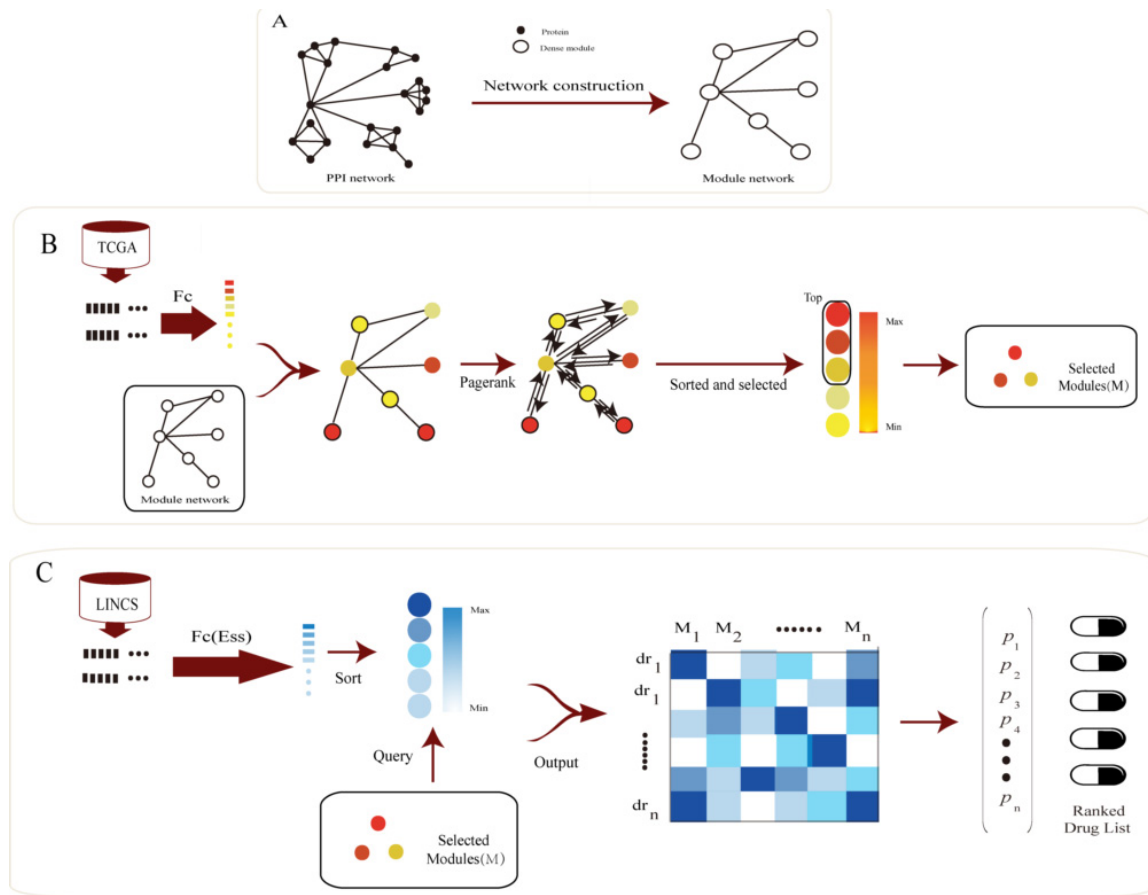 A
Protein
Dense module
Network construction
PPI network
Module network
B
TCGA
Fc
Module network
Pagerank
Sorted and selected
Top
Max
Min
Selected
Modules(M)
C
LINCS
Fc(Ess)
Sort
Max
Min
Query
Selected
Modules(M)
Output
M1 M2 •••••• Mn
dr1
dr1
drn
p1
p2
p3
p4
pn
Ranked
Drug List